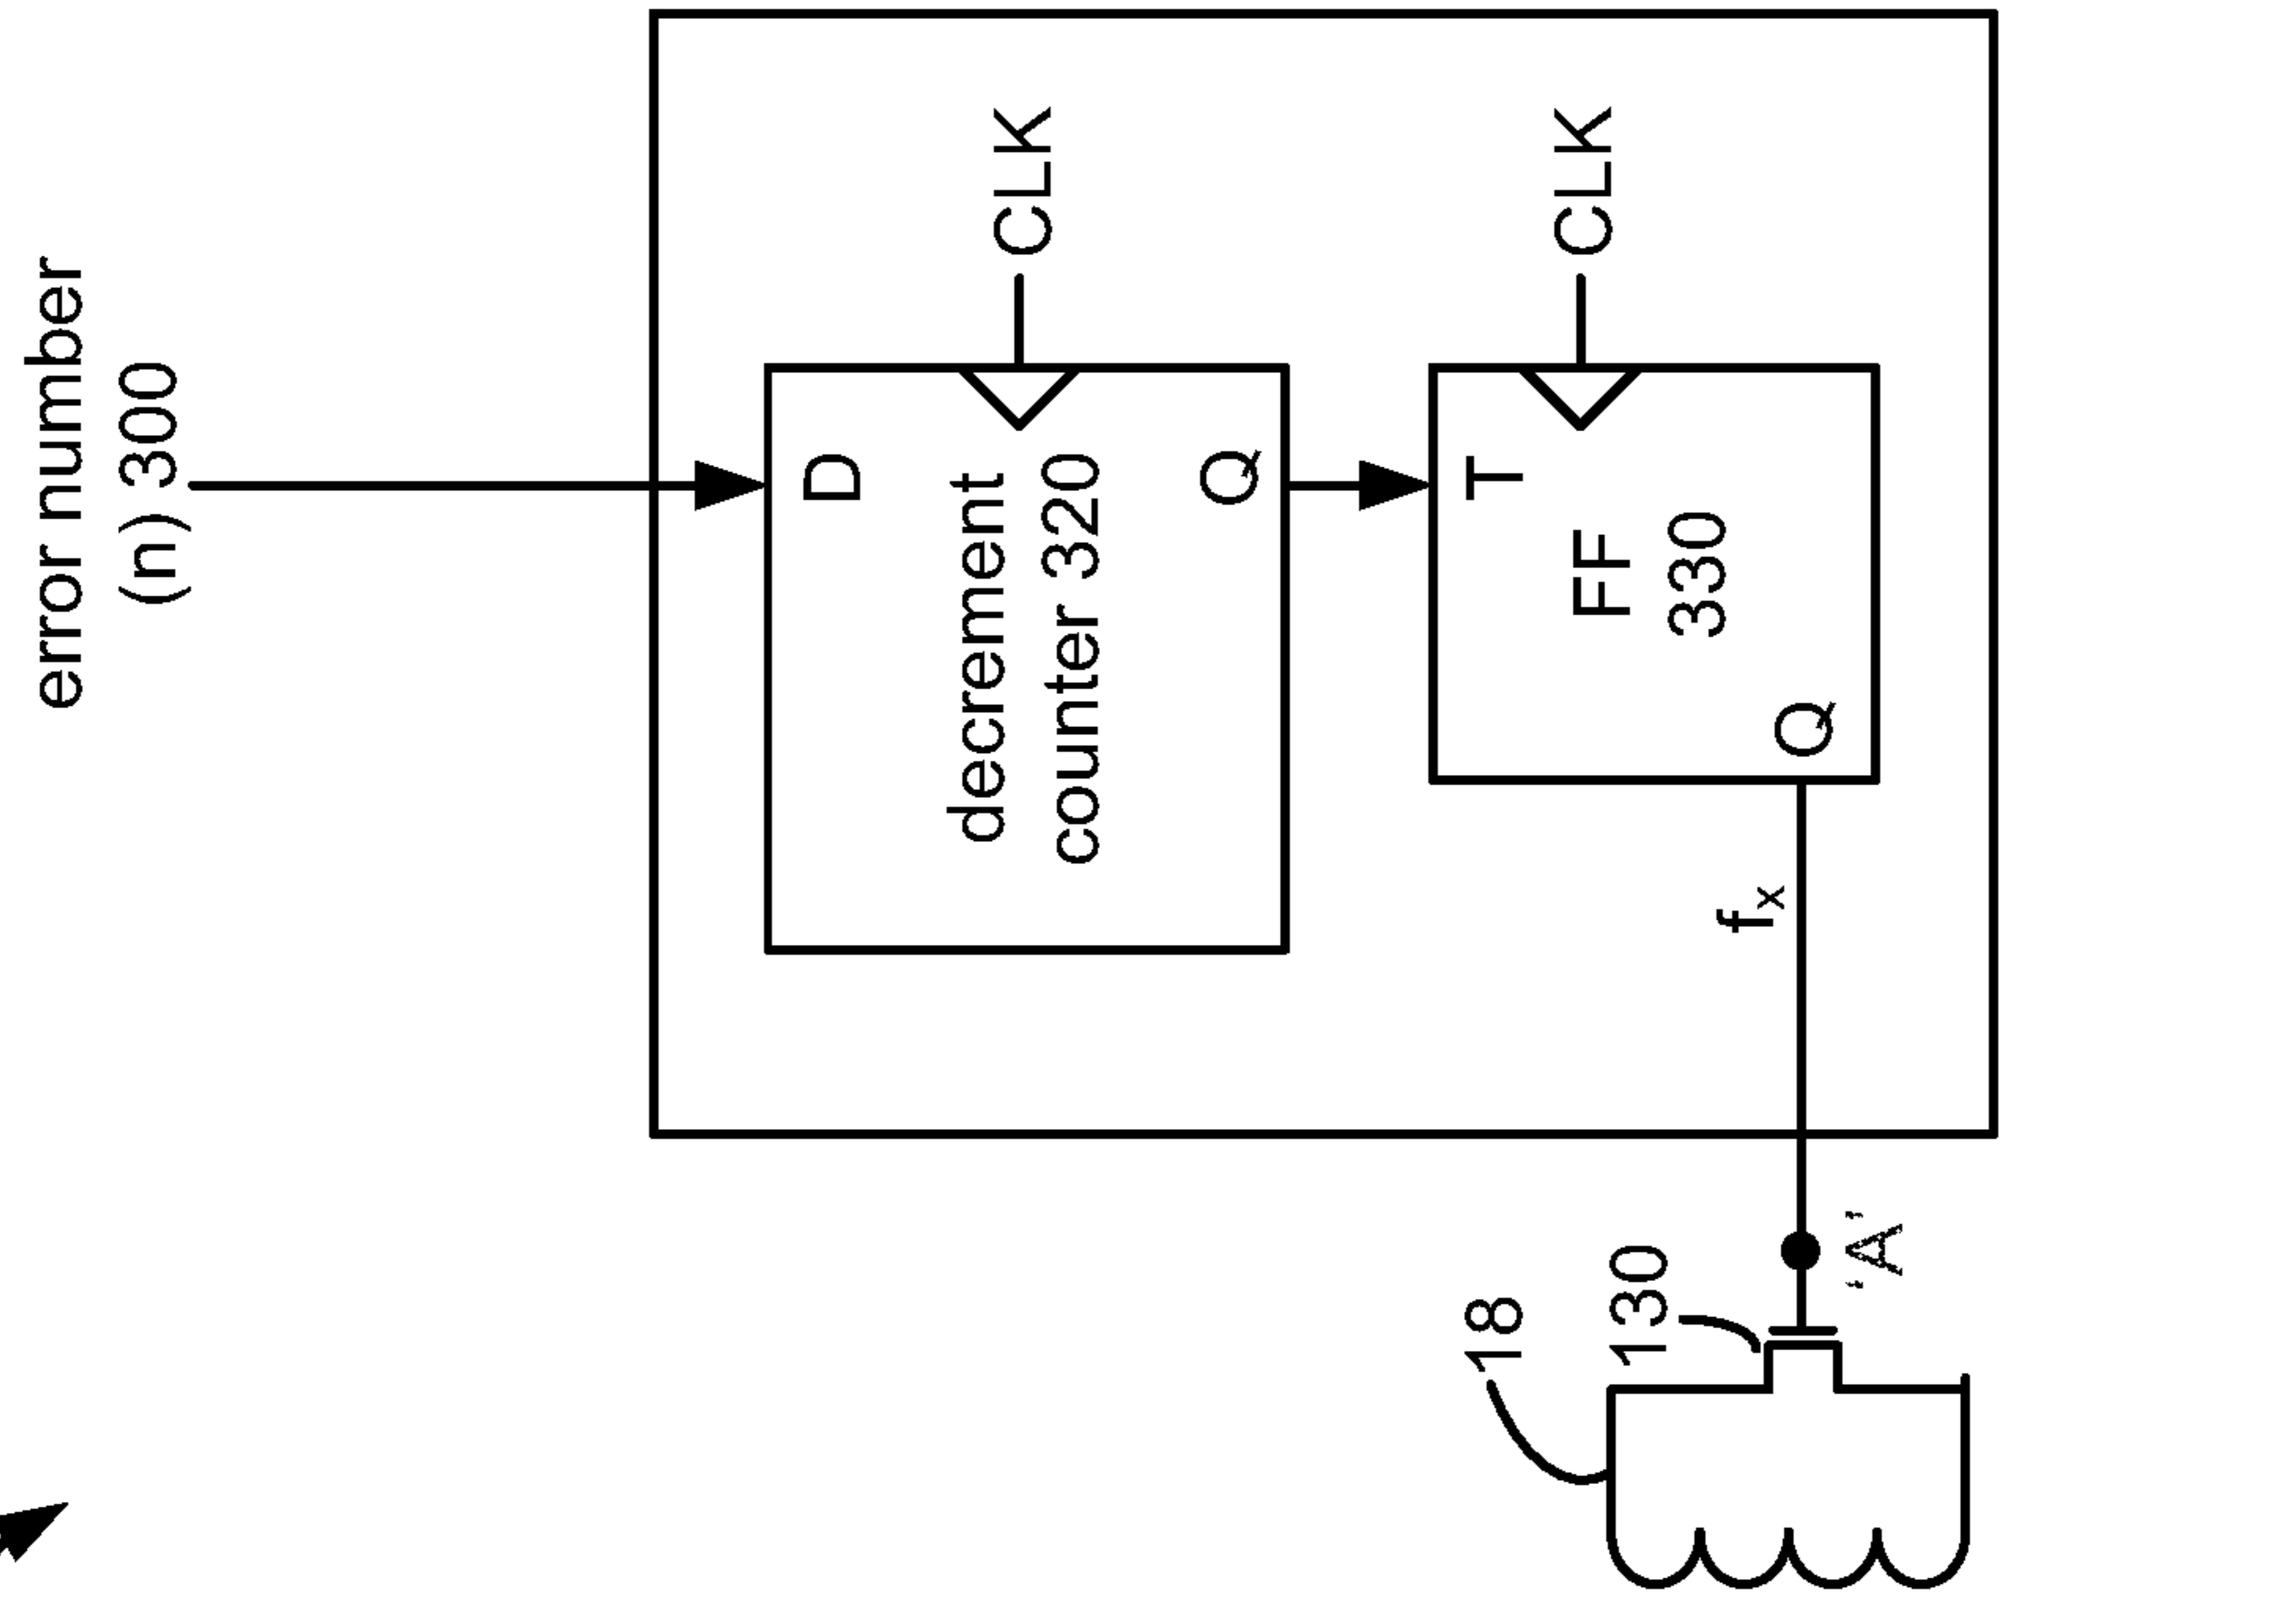 error number
(n) 300
D
CLK
decrement
counter 320
Q
T
CLK
FF
330
Q
fx
18
130
'A'